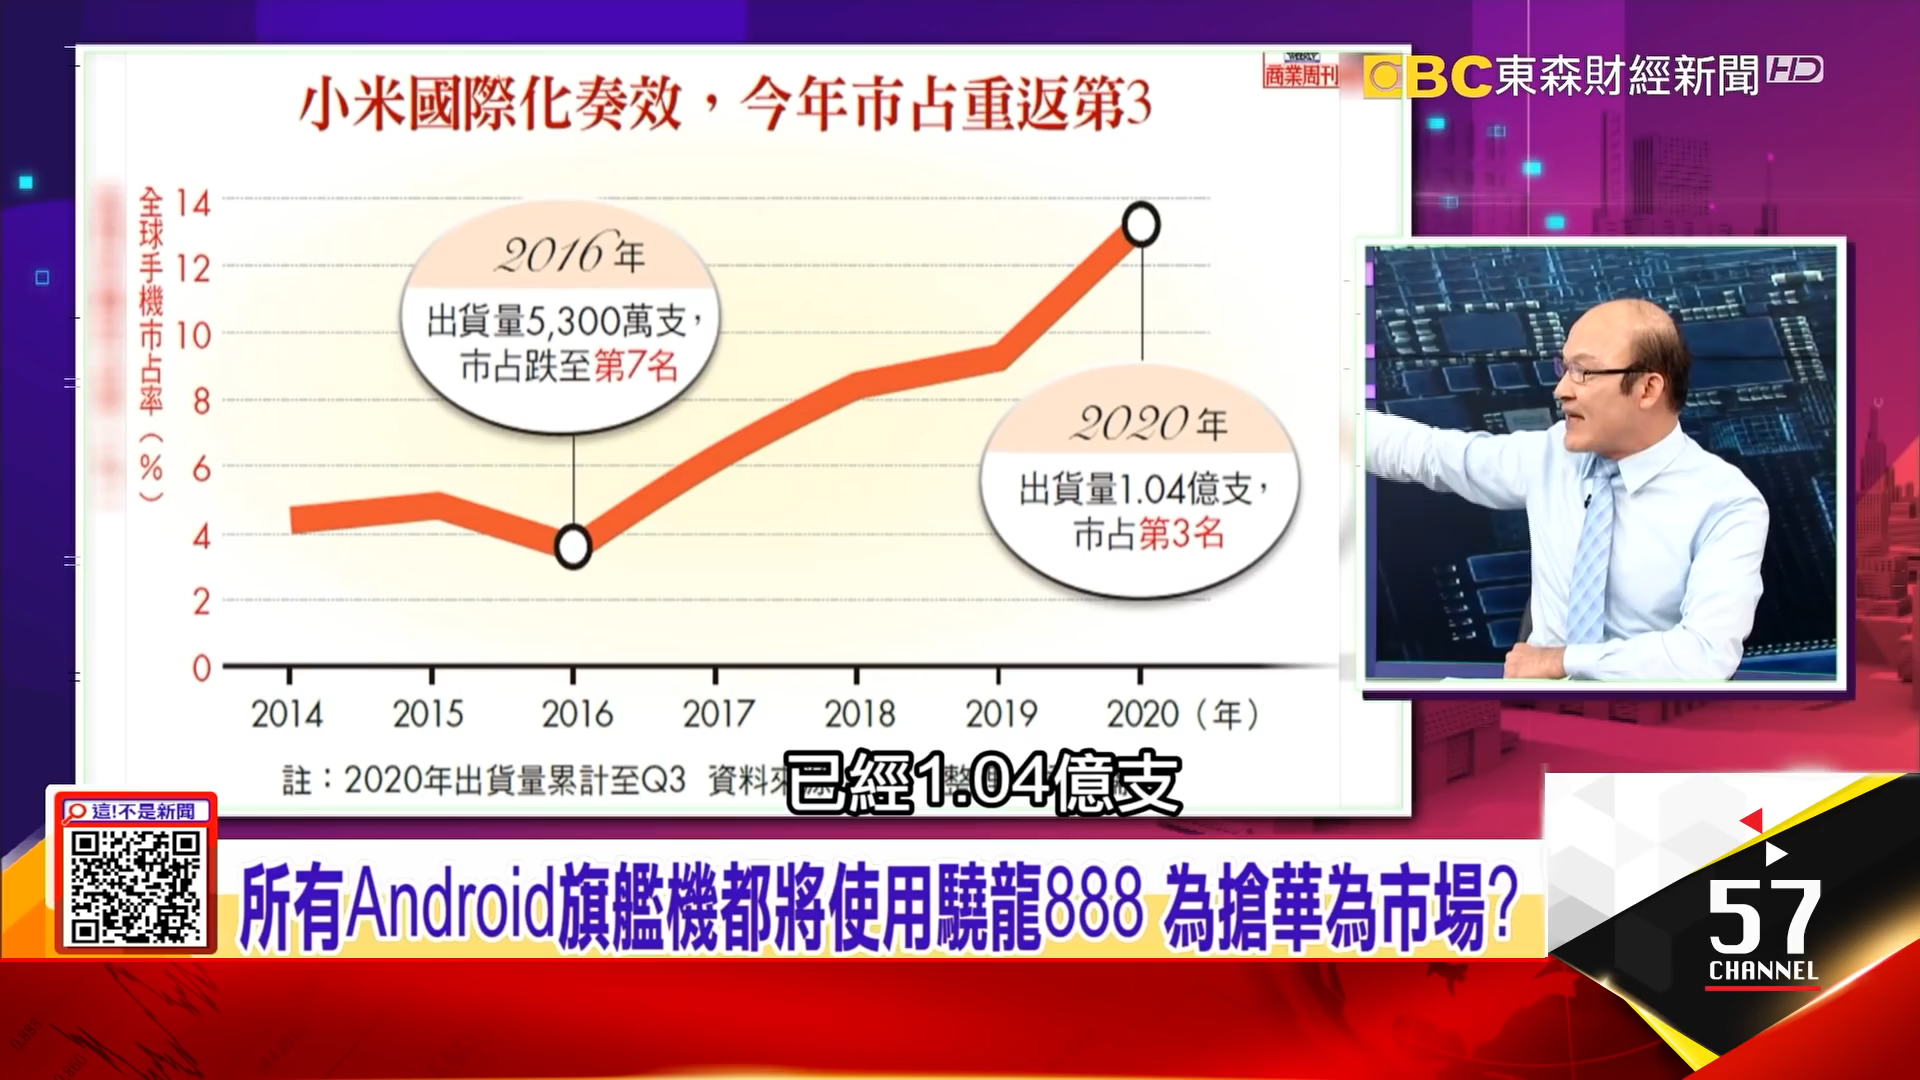 小米國際化奏效，今年市占重返第3
WEEKLY
商業周刊
EBC東森財經新聞HD
全球手機市占率（%）
14
12
10
8
6
4
2
0
2016年
出貨量5,300萬支，
市占跌至第7名
2020年
出貨量1.04億支，
市占第3名
2014 2015 2016 2017 2018 2019 2020（年）
註：2020年出貨量累計至Q3 資料來
已經1.04億支
這!不是新聞
所有Android旗艦機都將使用驍龍888 為搶華為市場?
57
CHANNEL